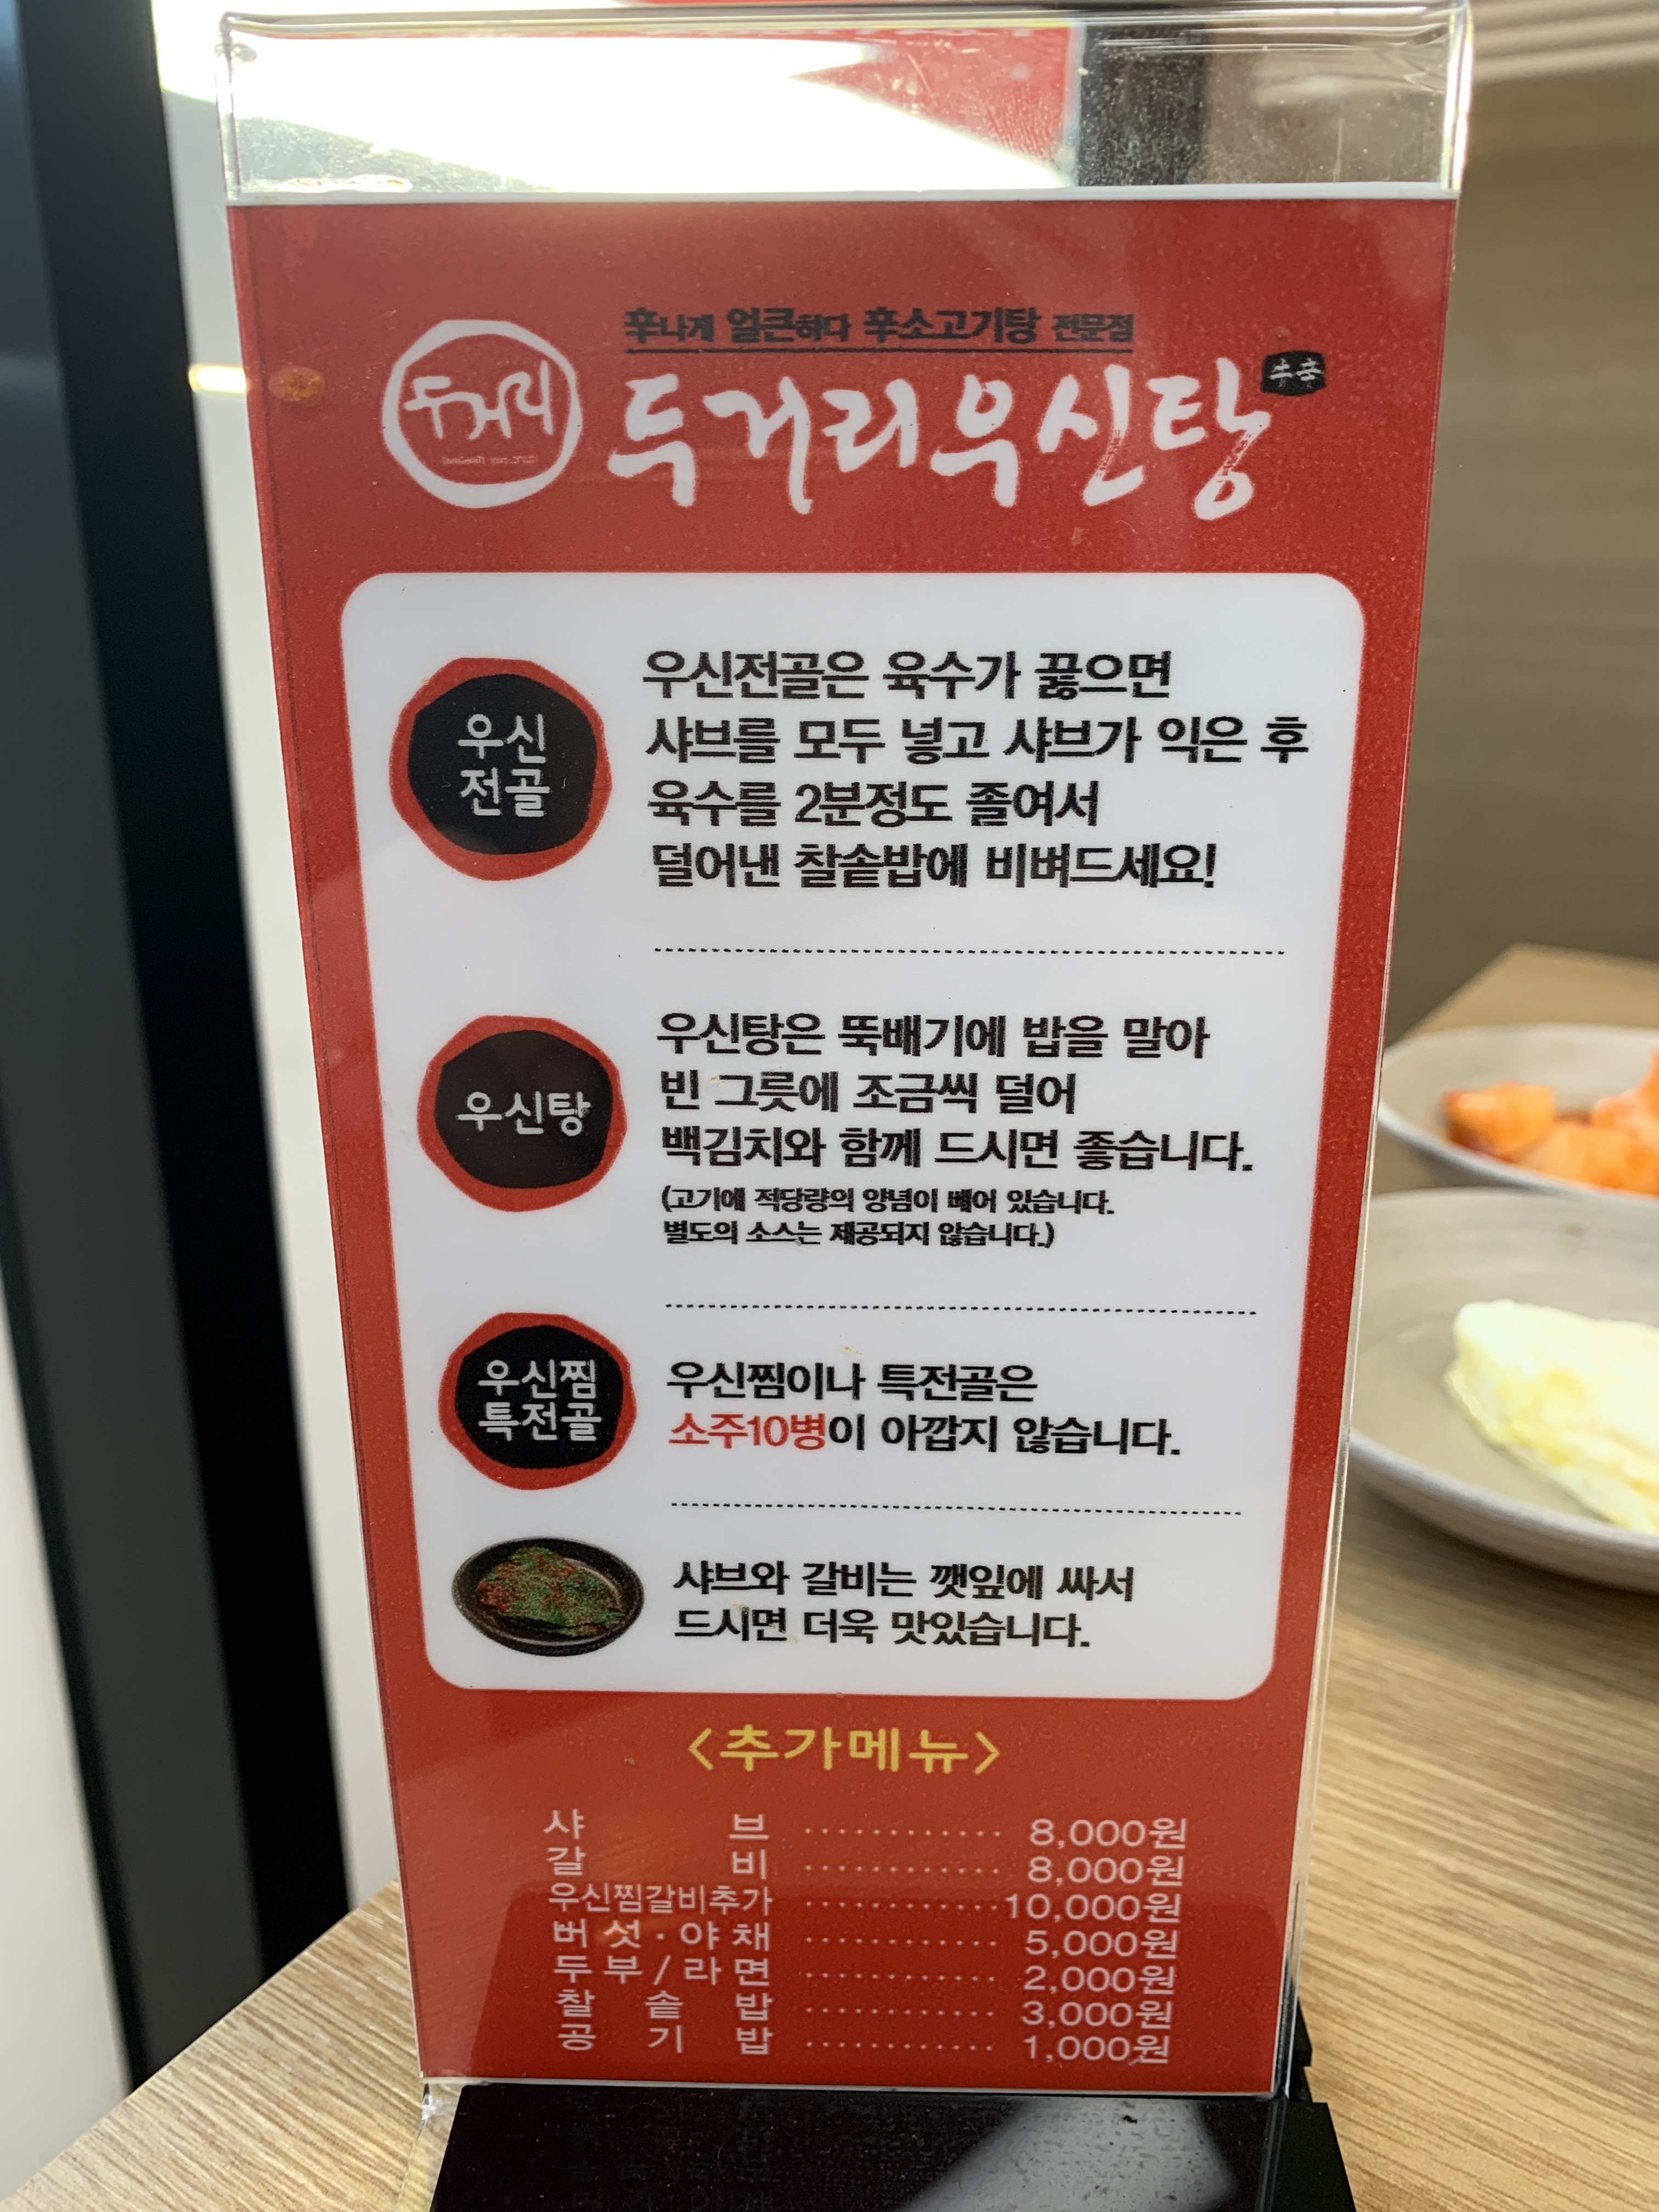 辛나게 얼큰하다 辛소고기탕 전문점
두거리
두거리우신탕
牛辛
우신
전골
우신전골은 육수가 끓으면
샤브를 모두 넣고 샤브가 익은 후
육수를 2분정도 졸여서
덜어낸 찰솥밥에 비벼드세요!
우신탕
우신탕은 뚝배기에 밥을 말아
빈 그릇에 조금씩 덜어
백김치와 함께 드시면 좋습니다.
(고기에 적당량의 양념이 배어 있습니다.
별도의 소스는 제공되지 않습니다.)
우신찜
특전골
우신찜이나 특전골은
소주10병이 아깝지 않습니다.
샤브와 갈비는 깻잎에 싸서
드시면 더욱 맛있습니다.
<추가메뉴>
샤브 ············ 8,000원
갈비 ············ 8,000원
우신찜갈비추가 ············ 10,000원
버섯·야채 ············ 5,000원
두부/라면 ············ 2,000원
찰솥밥 ············ 3,000원
공기밥 ············ 1,000원